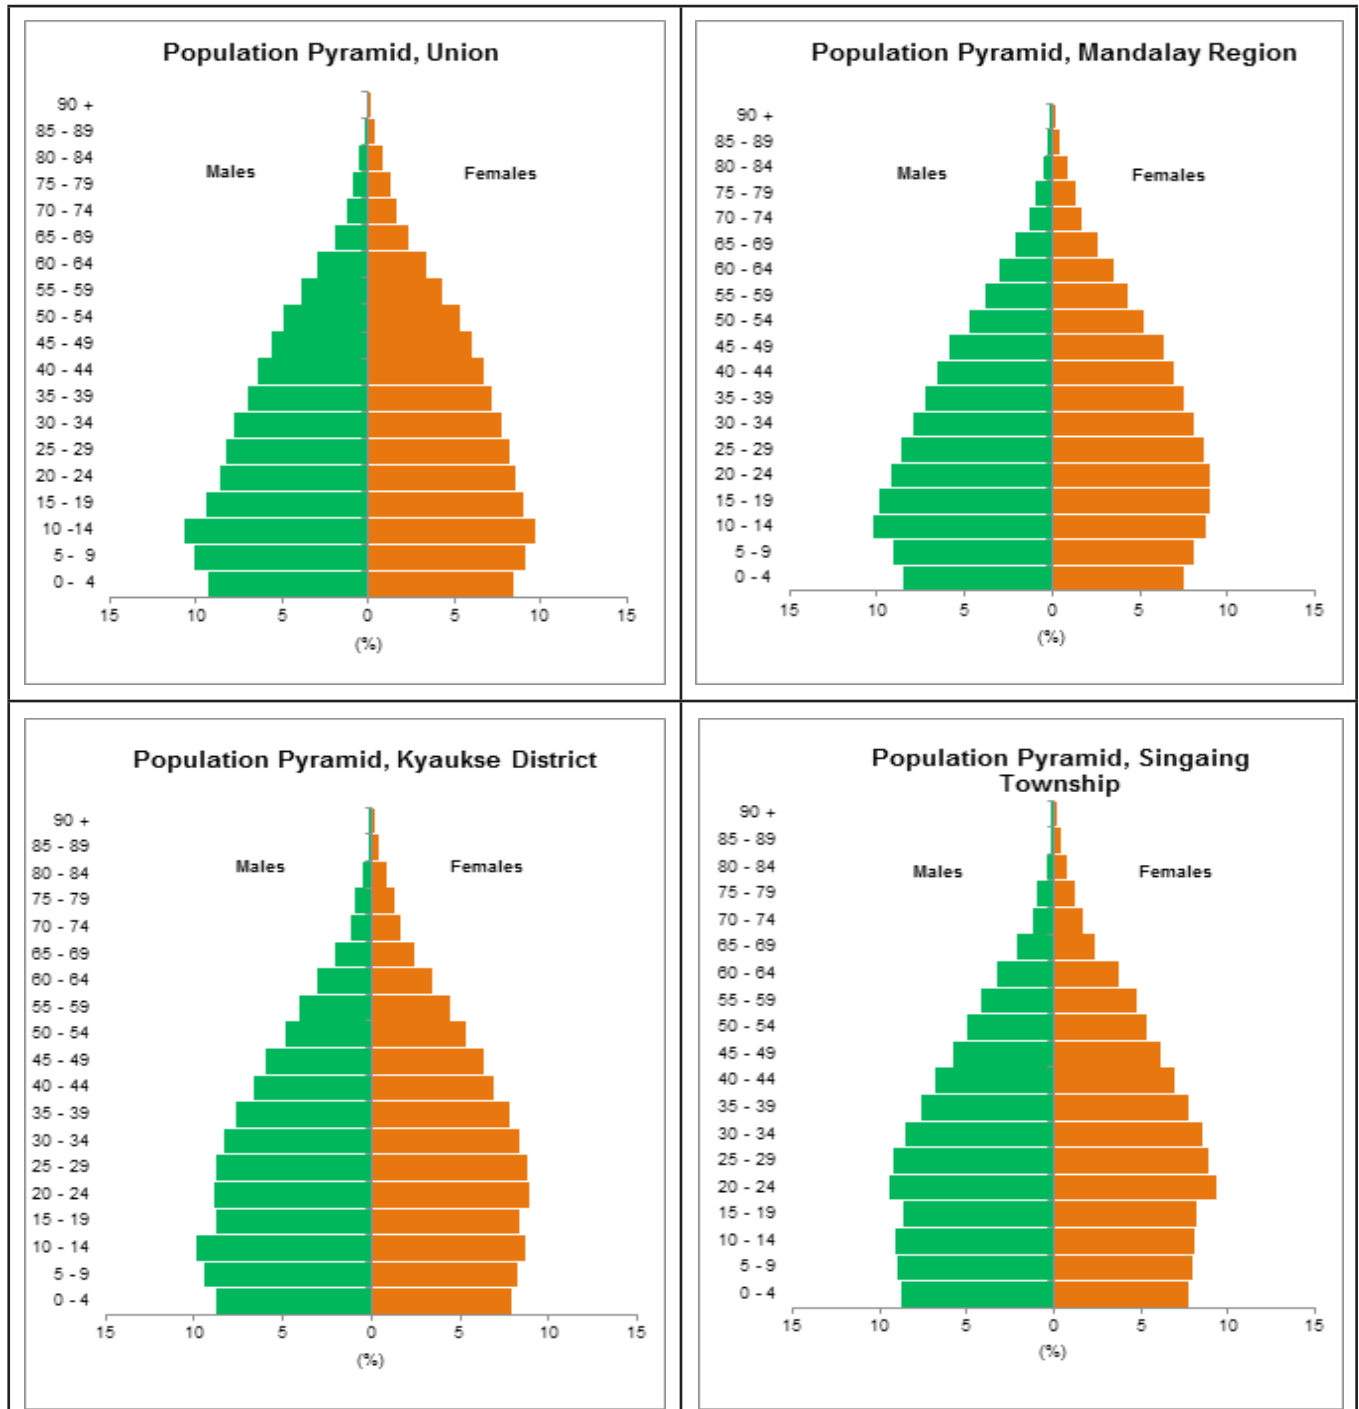 Population Pyramid, Union
90 +
85 - 89
80 - 84
75 - 79
70 - 74
65 - 69
60 - 64
55 - 59
50 - 54
45 - 49
40 - 44
35 - 39
30 - 34
25 - 29
20 - 24
15 - 19
10 -14
5 - 9
0 - 4
Males
Females
15 10 5 0 5 10 15
(%)
Population Pyramid, Mandalay Region
90 +
85 - 89
80 - 84
75 - 79
70 - 74
65 - 69
60 - 64
55 - 59
50 - 54
45 - 49
40 - 44
35 - 39
30 - 34
25 - 29
20 - 24
15 - 19
10 - 14
5 - 9
0 - 4
Males
Females
15 10 5 0 5 10 15
(%)
Population Pyramid, Kyaukse District
90 +
85 - 89
80 - 84
75 - 79
70 - 74
65 - 69
60 - 64
55 - 59
50 - 54
45 - 49
40 - 44
35 - 39
30 - 34
25 - 29
20 - 24
15 - 19
10 - 14
5 - 9
0 - 4
Males
Females
15 10 5 0 5 10 15
(%)
Population Pyramid, Singaing
Township
90 +
85 - 89
80 - 84
75 - 79
70 - 74
65 - 69
60 - 64
55 - 59
50 - 54
45 - 49
40 - 44
35 - 39
30 - 34
25 - 29
20 - 24
15 - 19
10 - 14
5 - 9
0 - 4
Males
Females
15 10 5 0 5 10 15
(%)